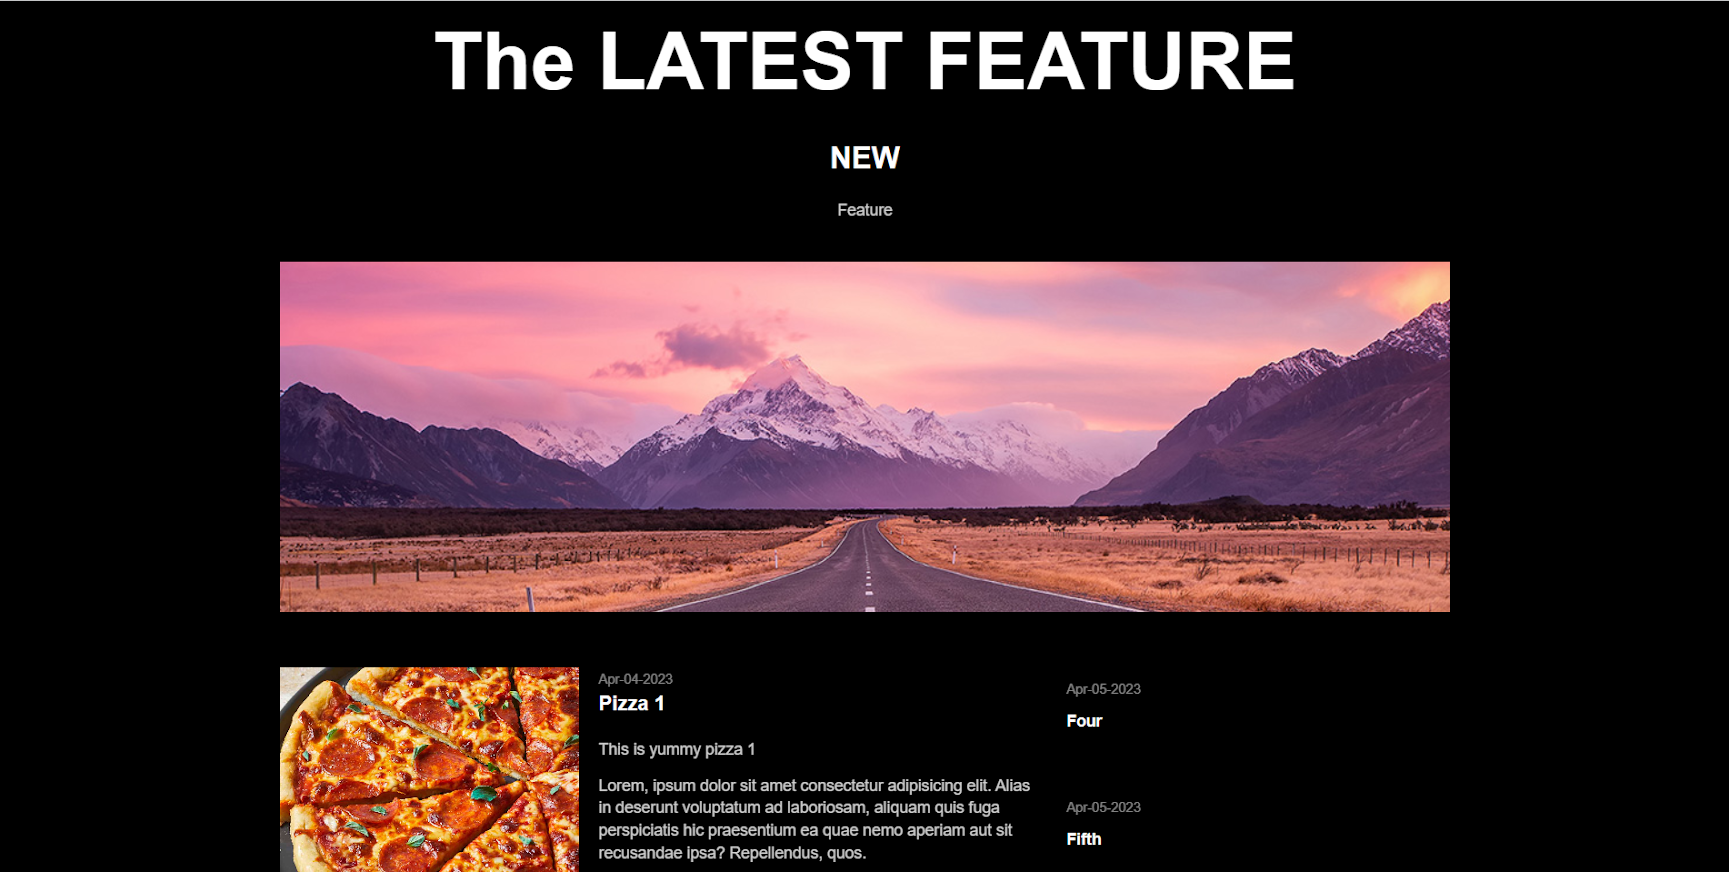 The LATEST FEATURE
NEW
Feature
Apr-04-2023
Pizza 1
This is yummy pizza 1
Lorem, ipsum dolor sit amet consectetur adipisicing elit. Alias
in deserunt voluptatum ad laboriosam, aliquam quis fuga
perspiciatis hic praesentium ea quae nemo aperiam aut sit
recusandae ipsa? Repellendus, quos.
Apr-05-2023
Four
Apr-05-2023
Fifth